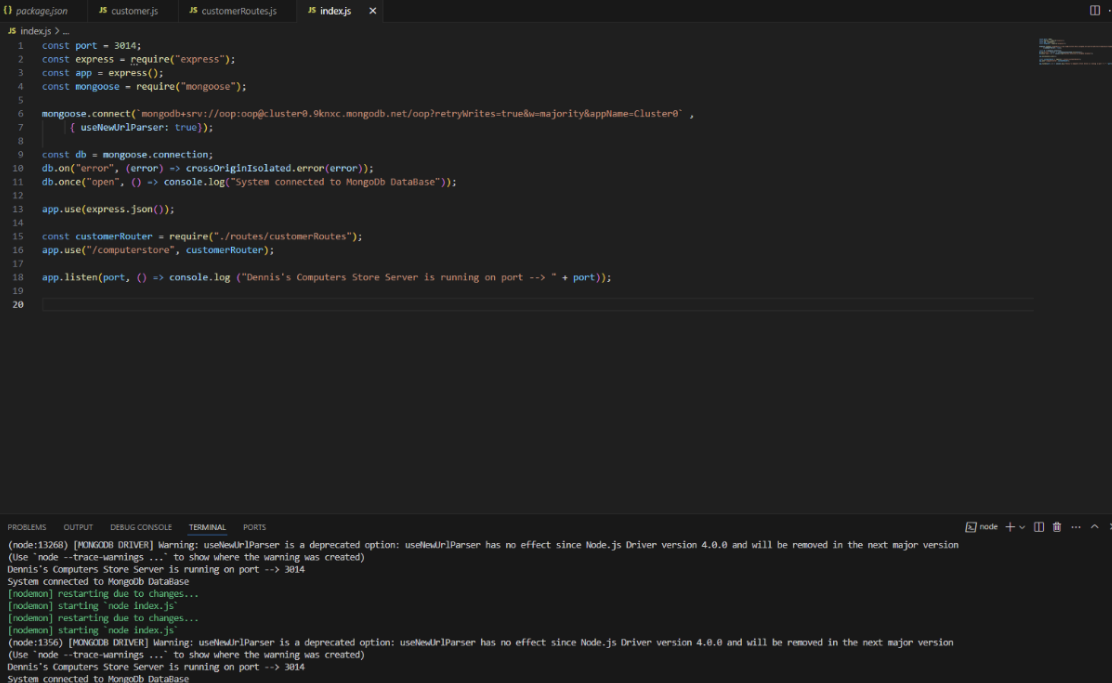 package.json JS customer.js JS customerRoutes.js JS index.js
JS index.js > ...
1 const port = 3014;
2 const express = require("express");
3 const app = express();
4 const mongoose = require("mongoose");
5
6 mongoose.connect(`mongodb+srv://oop:oop@cluster0.9knxc.mongodb.net/oop?retryWrites=true&w=majority&appName=Cluster0` ,
7 { useNewUrlParser: true});
8
9 const db = mongoose.connection;
10 db.on("error", (error) => crossOriginIsolated.error(error));
11 db.once("open", () => console.log("System connected to MongoDb DataBase"));
12
13 app.use(express.json());
14
15 const customerRouter = require("./routes/customerRoutes");
16 app.use("/computerstore", customerRouter);
17
18 app.listen(port, () => console.log ("Dennis's Computers Store Server is running on port --> " + port));
19
20
PROBLEMS OUTPUT DEBUG CONSOLE TERMINAL PORTS node
(node:13268) [MONGODB DRIVER] Warning: useNewUrlParser is a deprecated option: useNewUrlParser has no effect since Node.js Driver version 4.0.0 and will be removed in the next major version
(Use `node --trace-warnings ...` to show where the warning was created)
Dennis's Computers Store Server is running on port --> 3014
System connected to MongoDb DataBase
[nodemon] restarting due to changes...
[nodemon] starting `node index.js`
[nodemon] restarting due to changes...
[nodemon] starting `node index.js`
(node:1356) [MONGODB DRIVER] Warning: useNewUrlParser is a deprecated option: useNewUrlParser has no effect since Node.js Driver version 4.0.0 and will be removed in the next major version
(Use `node --trace-warnings ...` to show where the warning was created)
Dennis's Computers Store Server is running on port --> 3014
System connected to MongoDb DataBase